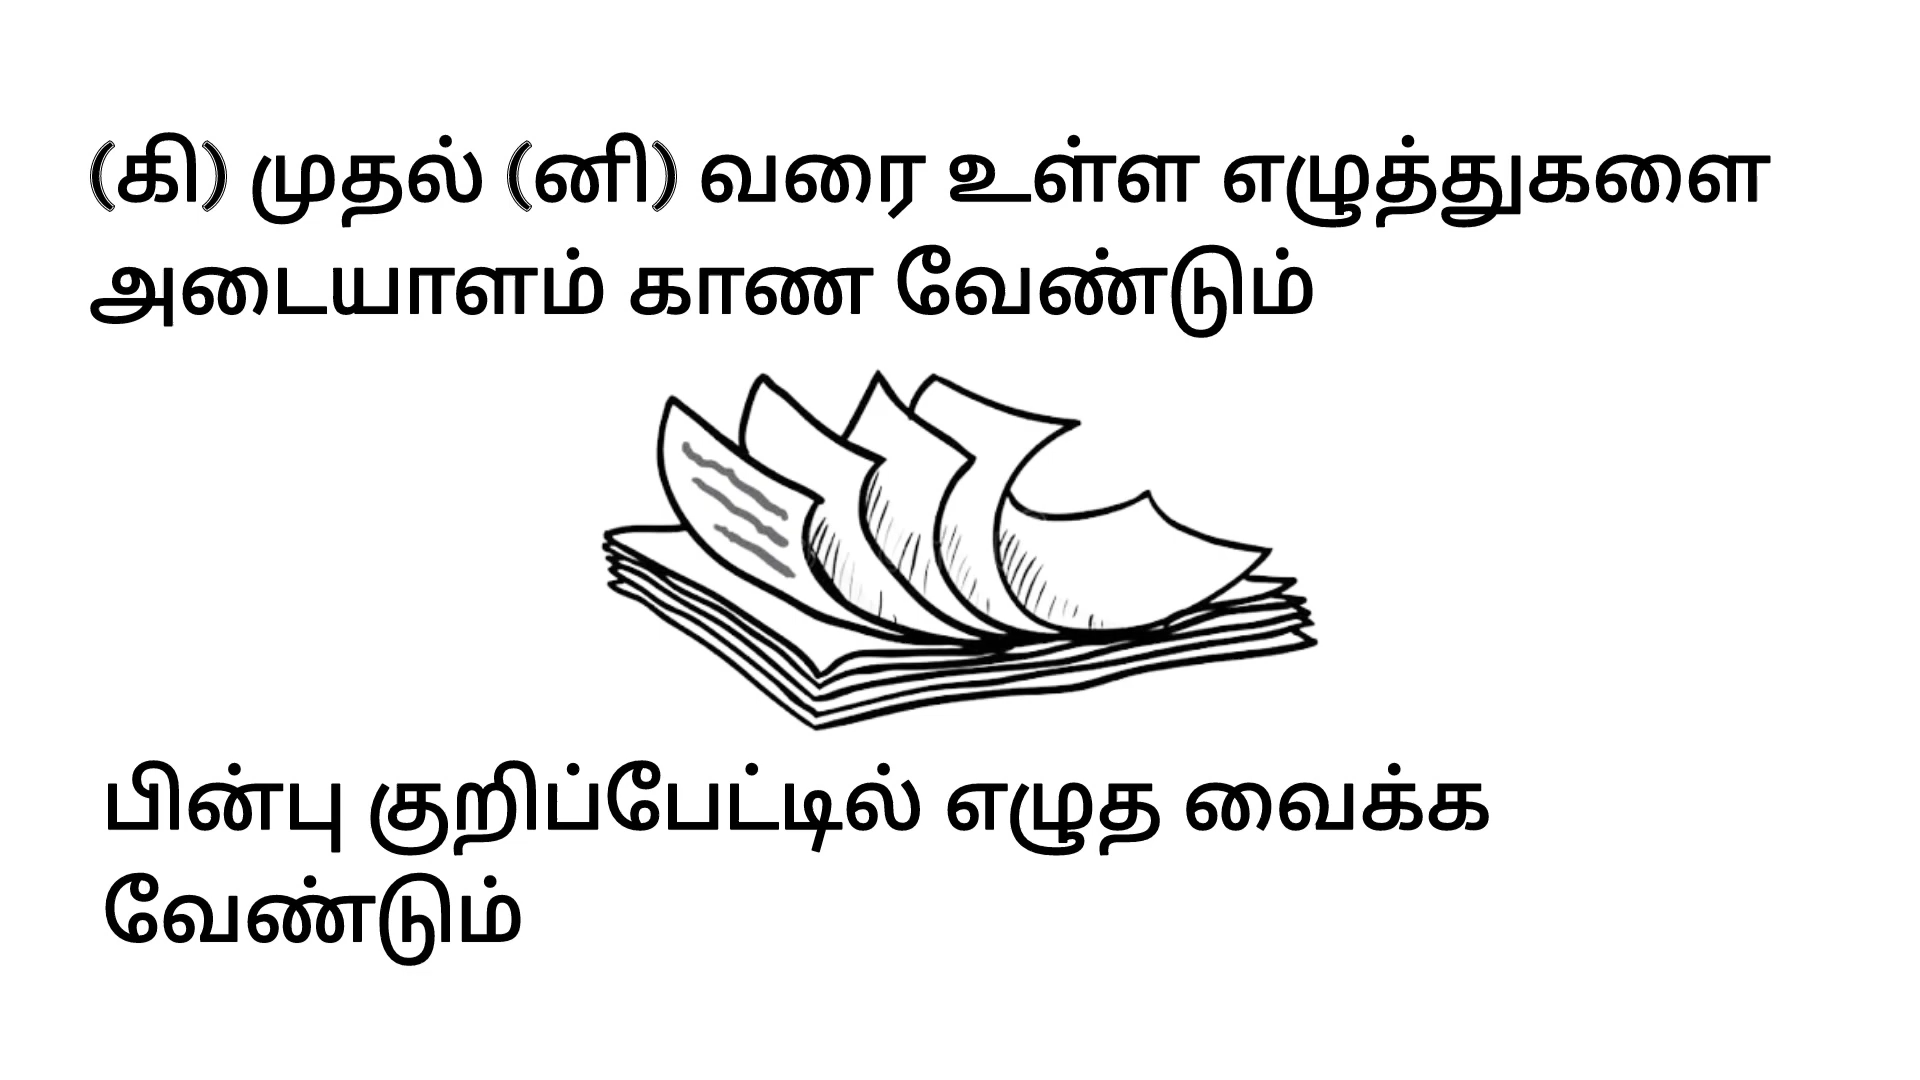 (கி) முதல் (னி) வரை உள்ள எழுத்துகளை
அடையாளம் காண வேண்டும்
பின்பு குறிப்பேட்டில் எழுத வைக்க
வேண்டும்